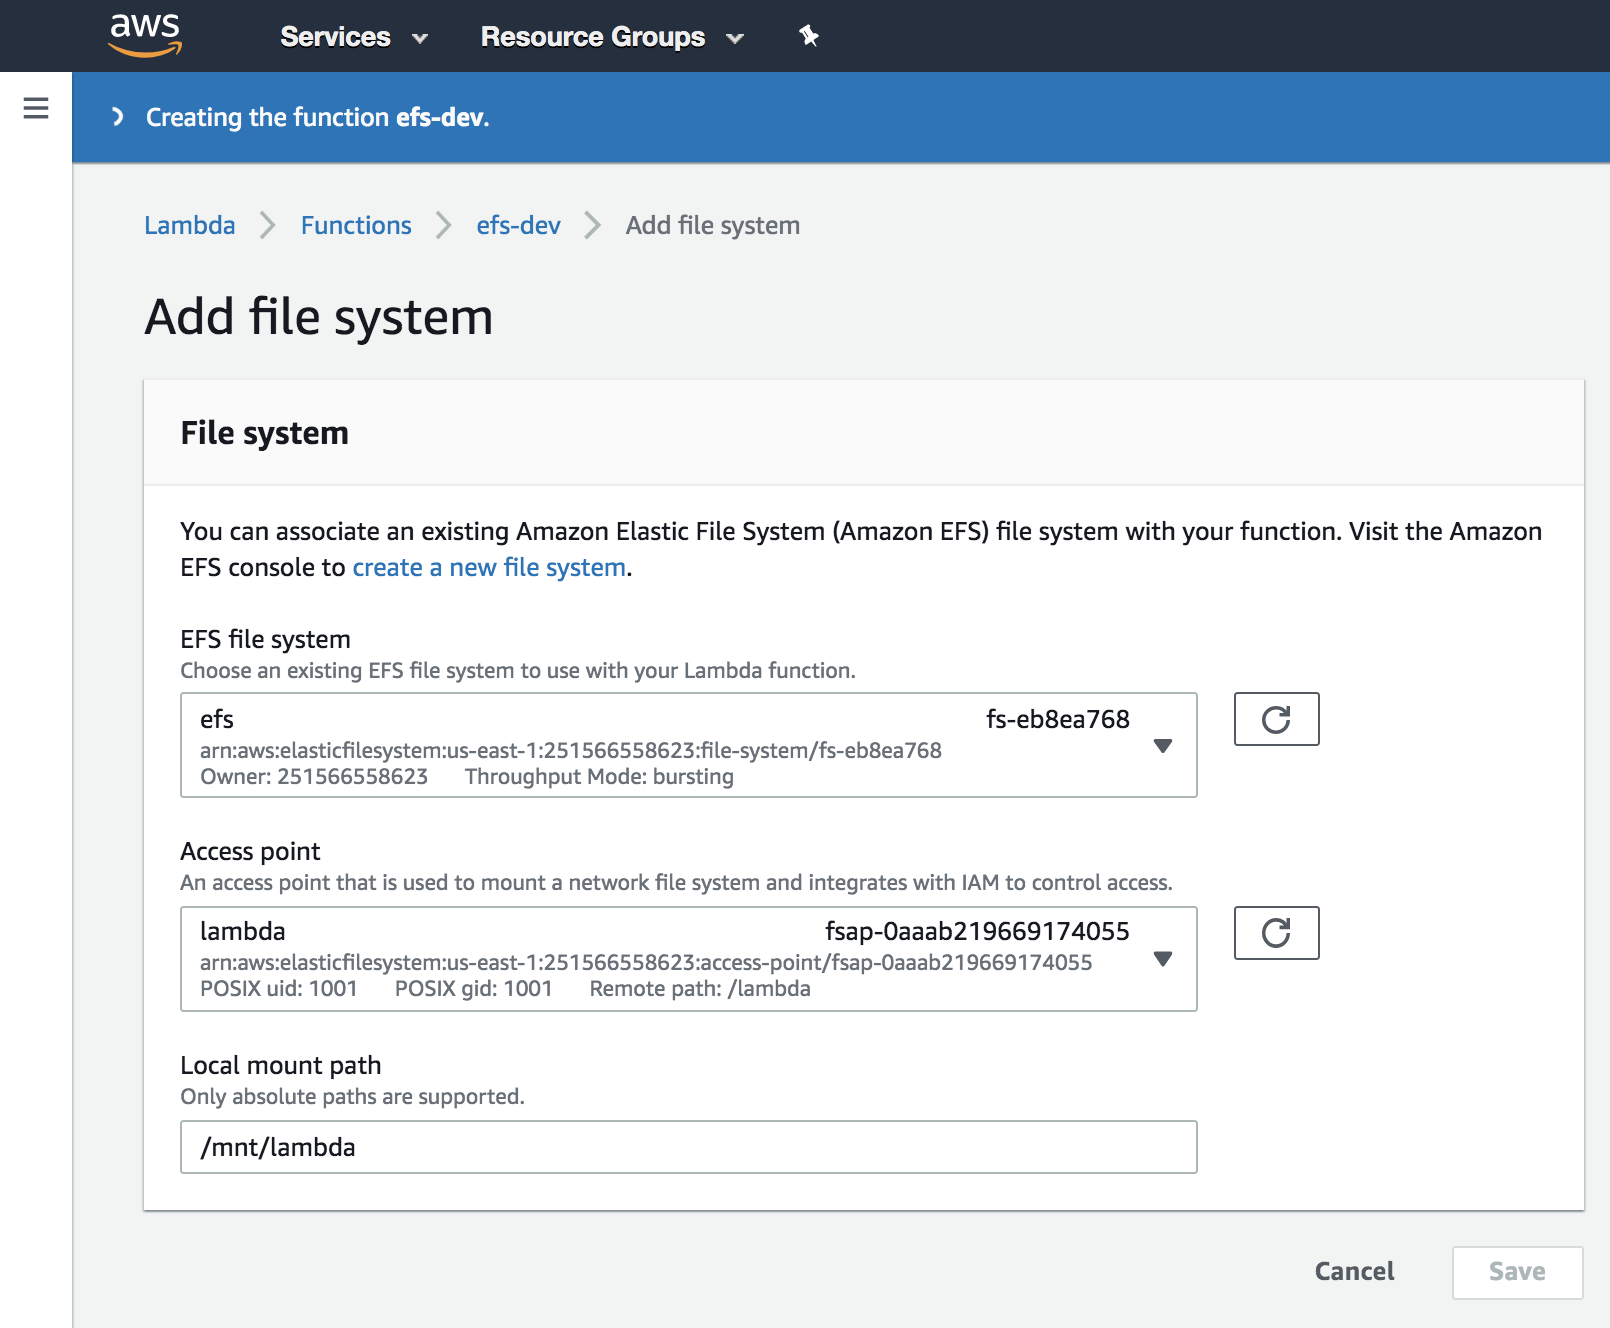 aws Services Resource Groups
Creating the function efs-dev.
Lambda Functions efs-dev Add file system
Add file system
File system
You can associate an existing Amazon Elastic File System (Amazon EFS) file system with your function. Visit the Amazon
EFS console to create a new file system.
EFS file system
Choose an existing EFS file system to use with your Lambda function.
efs fs-eb8ea768
arn:aws:elasticfilesystem:us-east-1:251566558623:file-system/fs-eb8ea768
Owner: 251566558623 Throughput Mode: bursting
Access point
An access point that is used to mount a network file system and integrates with IAM to control access.
lambda fsap-0aaab219669174055
arn:aws:elasticfilesystem:us-east-1:251566558623:access-point/fsap-0aaab219669174055
POSIX uid: 1001 POSIX gid: 1001 Remote path: /lambda
Local mount path
Only absolute paths are supported.
/mnt/lambda
Cancel Save